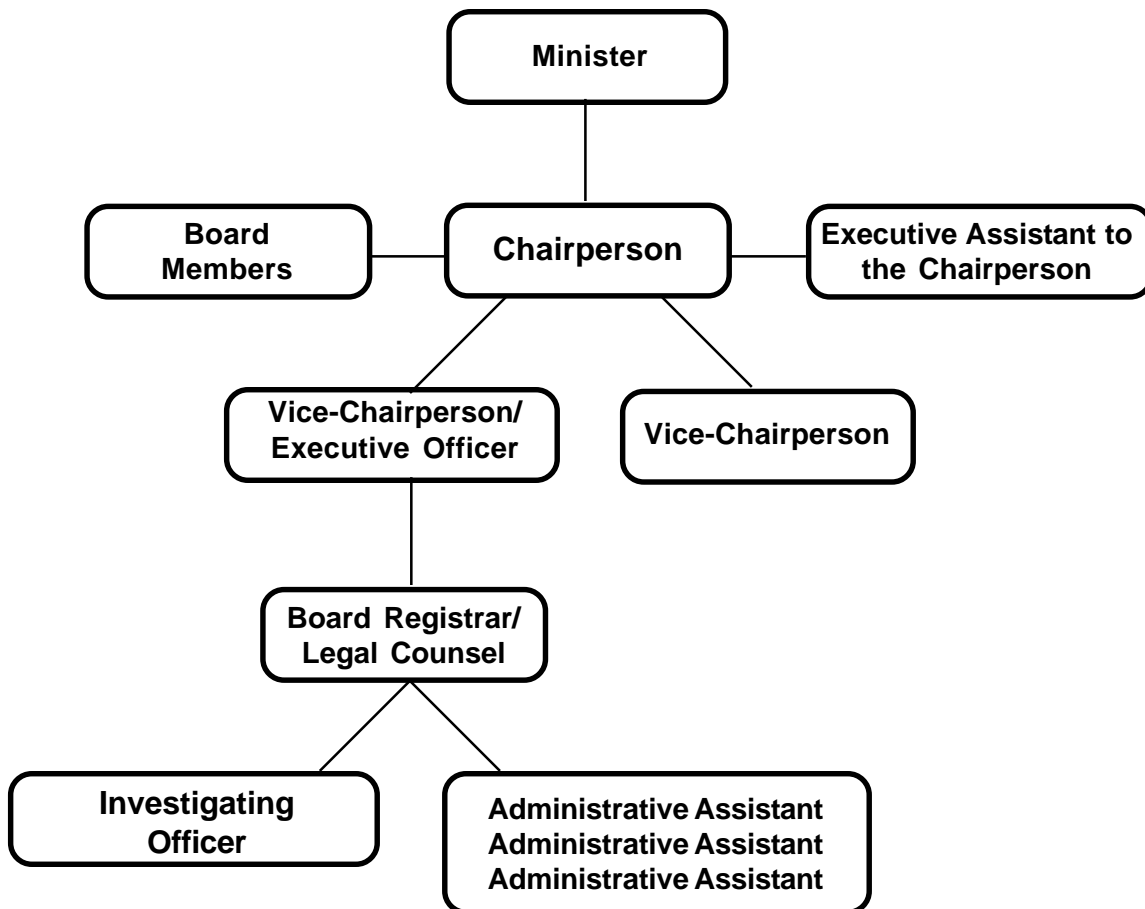 Minister
Board
Members
Chairperson
Executive Assistant to
the Chairperson
Vice-Chairperson/
Executive Officer
Vice-Chairperson
Board Registrar/
Legal Counsel
Investigating
Officer
Administrative Assistant
Administrative Assistant
Administrative Assistant